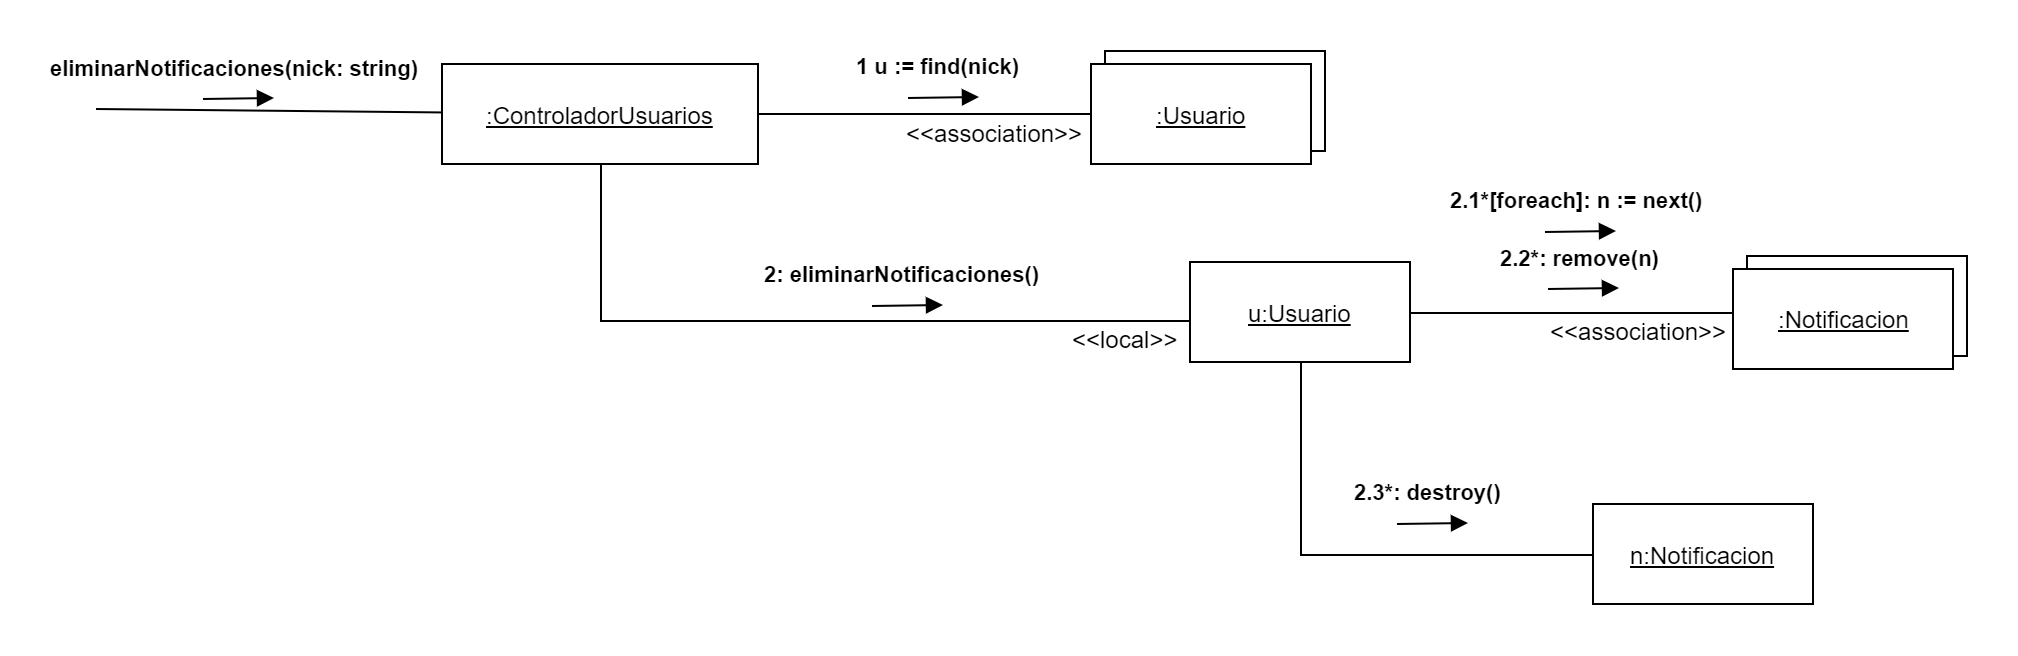 eliminarNotificaciones(nick: string)
:ControladorUsuarios
1 u := find(nick)
<<association>>
:Usuario
2.1*[foreach]: n := next()
2.2*: remove(n)
2: eliminarNotificaciones()
<<local>>
u:Usuario
<<association>>
:Notificacion
2.3*: destroy()
n:Notificacion